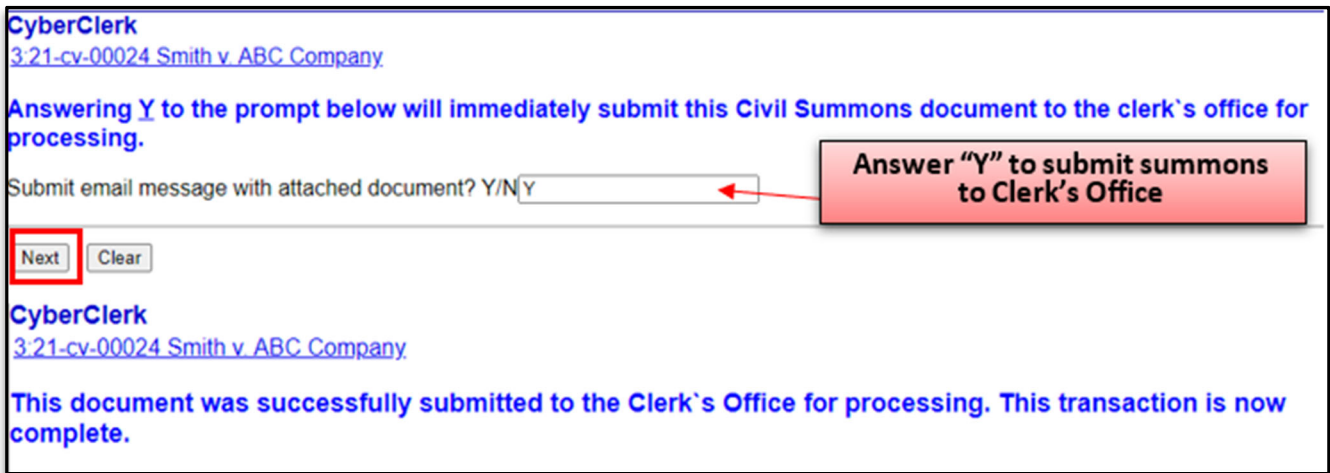 CyberClerk
3:21-cv-00024 Smith v. ABC Company
Answering Y to the prompt below will immediately submit this Civil Summons document to the clerk`s office for
processing.
Submit email message with attached document? Y/N Y
Answer “Y” to submit summons
to Clerk’s Office
Next Clear
CyberClerk
3:21-cv-00024 Smith v. ABC Company
This document was successfully submitted to the Clerk`s Office for processing. This transaction is now
complete.